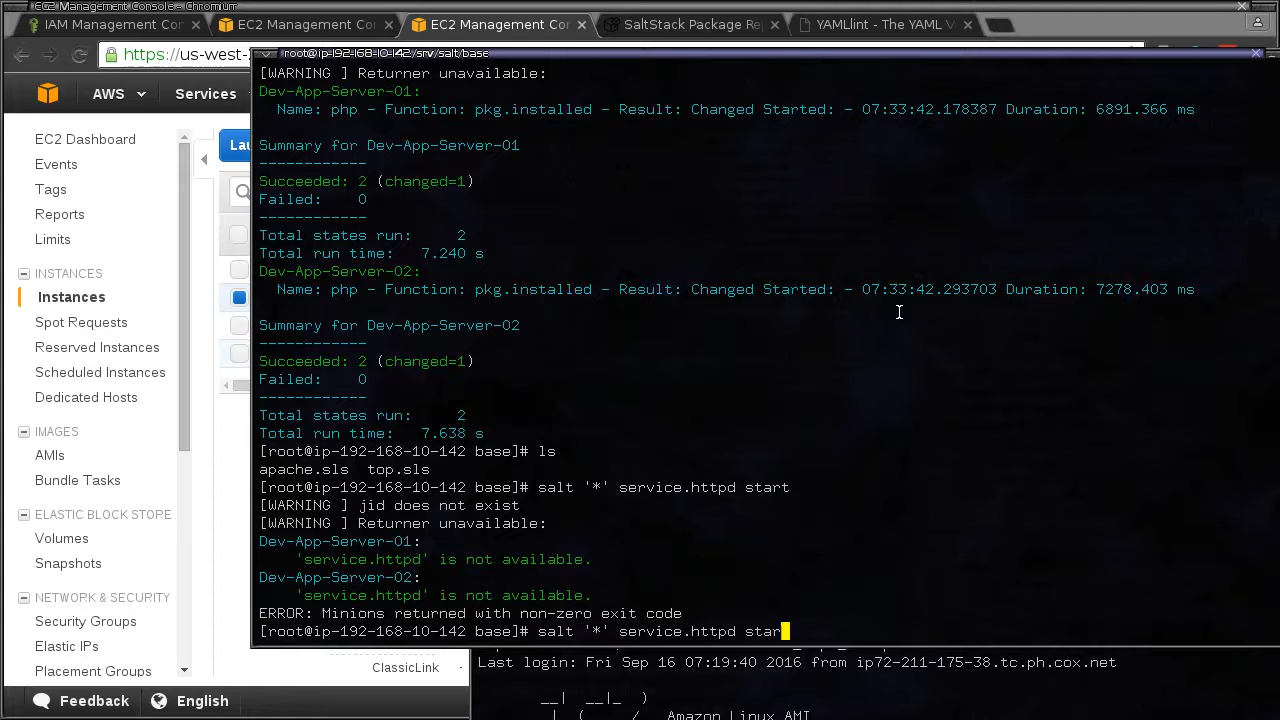 EC2 Management Console - Chromium
IAM Management Cons
EC2 Management Cons
EC2 Management Cons
SaltStack Package Re
YAMLlint - The YAML V
https://us-west-
AWS
Services
EC2 Dashboard
Events
Tags
Reports
Limits
INSTANCES
Instances
Spot Requests
Reserved Instances
Scheduled Instances
Dedicated Hosts
IMAGES
AMIs
Bundle Tasks
ELASTIC BLOCK STORE
Volumes
Snapshots
NETWORK & SECURITY
Security Groups
Elastic IPs
Placement Groups
Feedback
English
Lau
ClassicLink
root@ip-192-168-10-142:/srv/salt/base
[WARNING ] Returner unavailable:
Dev-App-Server-01:
  Name: php - Function: pkg.installed - Result: Changed Started: - 07:33:42.178387 Duration: 6891.366 ms
Summary for Dev-App-Server-01
------------
Succeeded: 2 (changed=1)
Failed:    0
------------
Total states run:     2
Total run time:   7.240 s
Dev-App-Server-02:
  Name: php - Function: pkg.installed - Result: Changed Started: - 07:33:42.293703 Duration: 7278.403 ms
Summary for Dev-App-Server-02
------------
Succeeded: 2 (changed=1)
Failed:    0
------------
Total states run:     2
Total run time:   7.638 s
[root@ip-192-168-10-142 base]# ls
apache.sls  top.sls
[root@ip-192-168-10-142 base]# salt '*' service.httpd start
[WARNING ] jid does not exist
[WARNING ] Returner unavailable:
Dev-App-Server-01:
    'service.httpd' is not available.
Dev-App-Server-02:
    'service.httpd' is not available.
ERROR: Minions returned with non-zero exit code
[root@ip-192-168-10-142 base]# salt '*' service.httpd star
Last login: Fri Sep 16 07:19:40 2016 from ip72-211-175-38.tc.ph.cox.net
__|  __|_  )
_|  (     /   Amazon Linux AMI